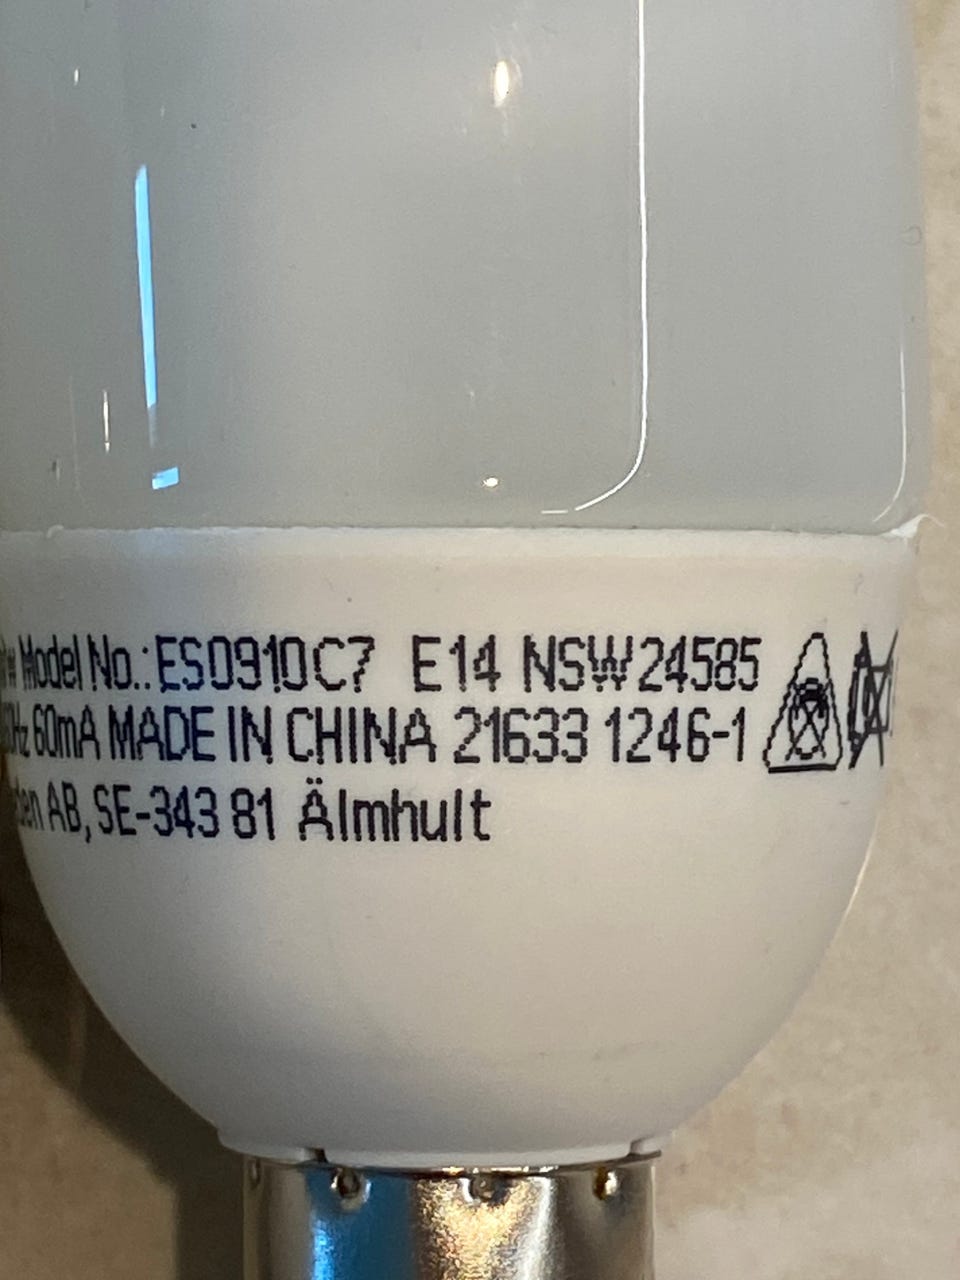 Model No.: ES0910C7 E14 NSW24585
60mA MADE IN CHINA 21633 1246-1
AB, SE-343 81 Älmhult